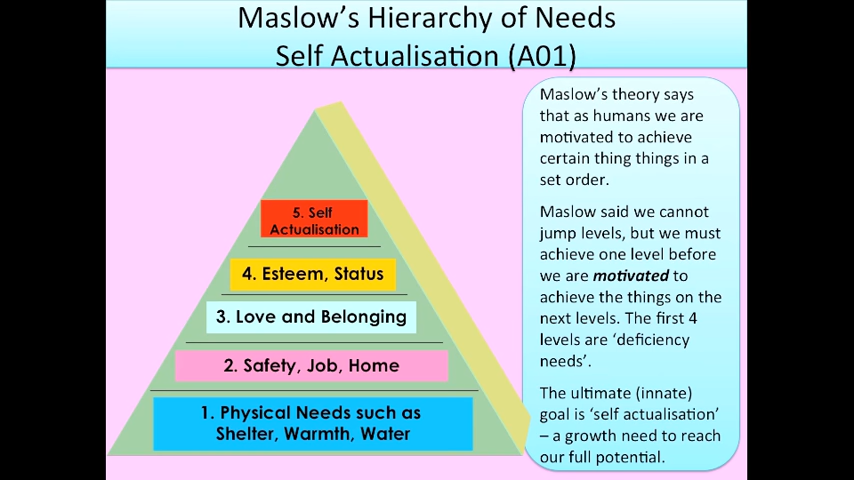 Maslow's Hierarchy of Needs
Self Actualisation (A01)
5. Self
Actualisation
4. Esteem, Status
3. Love and Belonging
2. Safety, Job, Home
1. Physical Needs such as
Shelter, Warmth, Water
Maslow's theory says
that as humans we are
motivated to achieve
certain thing things in a
set order.
Maslow said we cannot
jump levels, but we must
achieve one level before
we are motivated to
achieve the things on the
next levels. The first 4
levels are 'deficiency
needs'.
The ultimate (innate)
goal is 'self actualisation'
– a growth need to reach
our full potential.